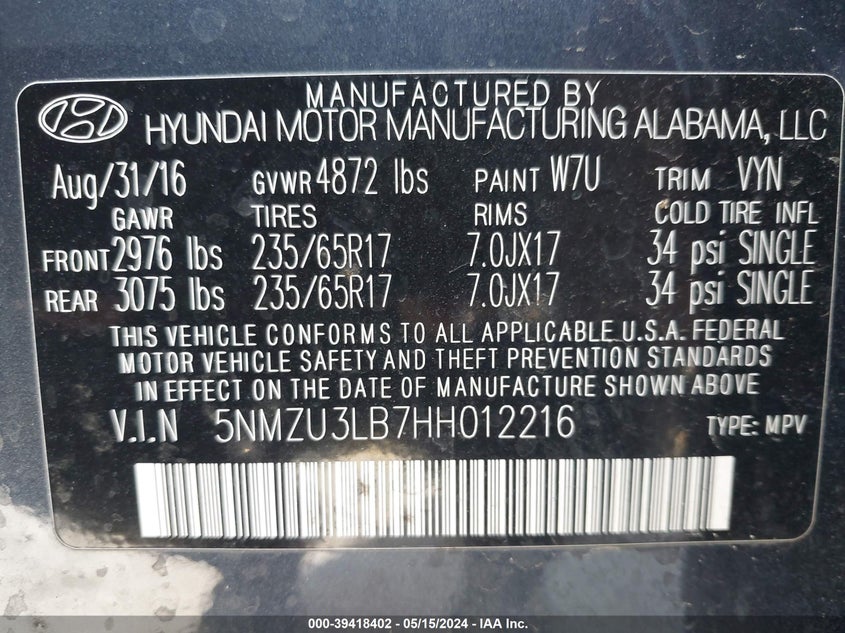 MANUFACTURED BY
HYUNDAI MOTOR MANUFACTURING ALABAMA, LLC
Aug/31/16 GVWR 4872 lbs PAINT W7U TRIM VYN
GAWR TIRES RIMS COLD TIRE INFL
FRONT 2976 lbs 235/65R17 7.0JX17 34 psi SINGLE
REAR 3075 lbs 235/65R17 7.0JX17 34 psi SINGLE
THIS VEHICLE CONFORMS TO ALL APPLICABLE U.S.A. FEDERAL
MOTOR VEHICLE SAFETY AND THEFT PREVENTION STANDARDS
IN EFFECT ON THE DATE OF MANUFACTURE SHOWN ABOVE
V.I.N 5NMZU3LB7HH012216 TYPE: MPV
000-39418402 - 05/15/2024 - IAA Inc.